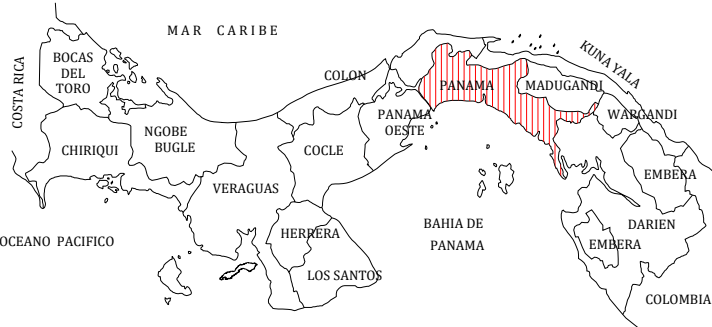 MAR CARIBE
KUNA YALA
COSTA RICA
BOCAS
DEL
TORO
COLON
PANAMA
MADUGANDI
PANAMA
OESTE
WARGANDI
NGOBE
BUGLE
CHIRIQUI
COCLE
VERAGUAS
EMBERA
HERRERA
BAHIA DE
PANAMA
DARIEN
EMBERA
OCEANO PACIFICO
LOS SANTOS
COLOMBIA